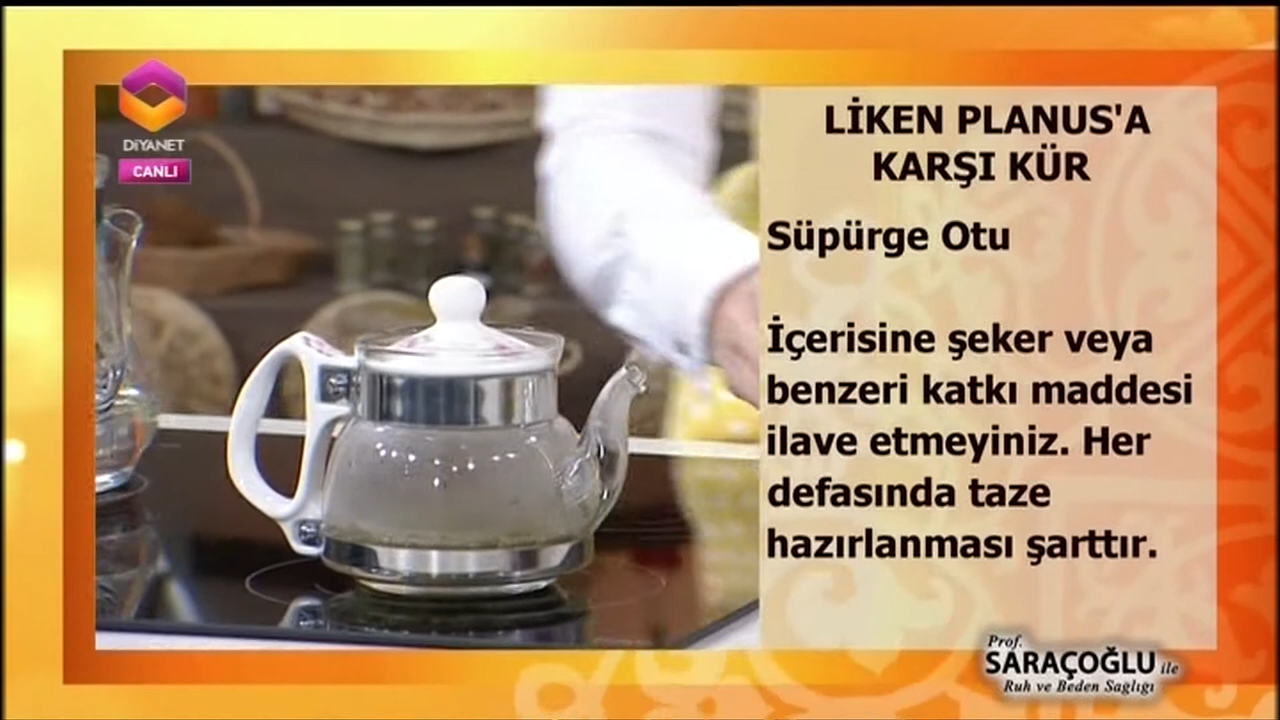 DİYANET
CANLI
LİKEN PLANUS'A
KARŞI KÜR
Süpürge Otu
İçerisine şeker veya
benzeri katkı maddesi
ilave etmeyiniz. Her
defasında taze
hazırlanması şarttır.
Prof.
SARAÇOĞLU ile
Ruh ve Beden Sağlığı